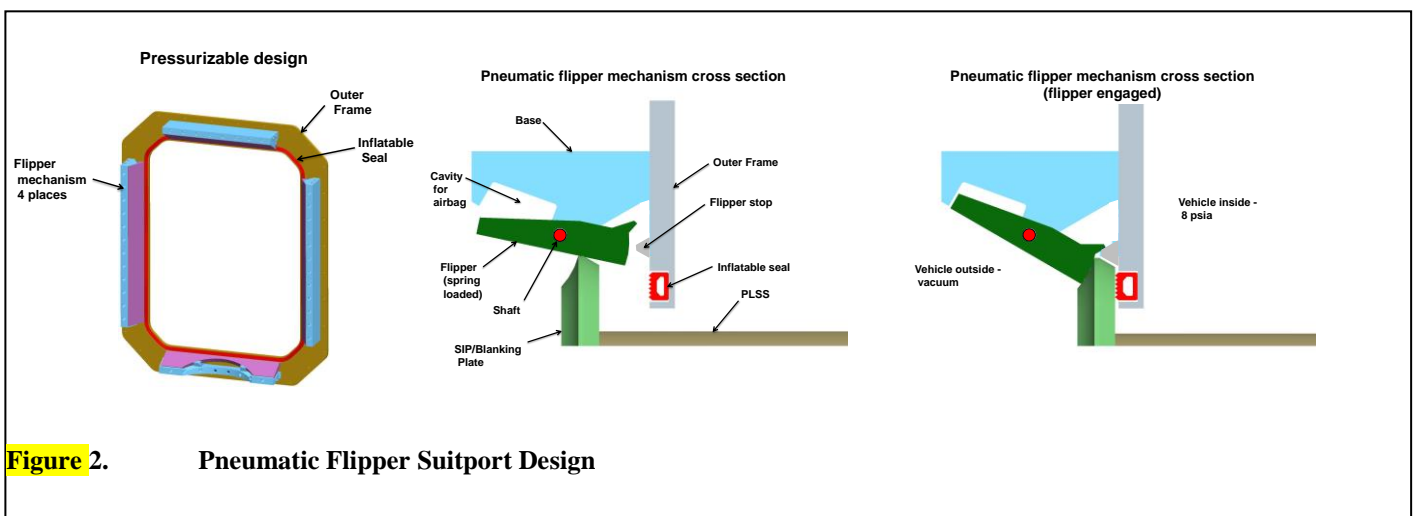 Pressurizable design
Outer
Frame
Inflatable
Seal
Flipper
mechanism
4 places
Pneumatic flipper mechanism cross section
Base
Cavity
for
airbag
Outer Frame
Flipper stop
Flipper
(spring
loaded)
Inflatable seal
PLSS
Shaft
SIP/Blanking
Plate
Pneumatic flipper mechanism cross section
(flipper engaged)
Vehicle inside -
8 psia
Vehicle outside -
vacuum
Figure 2. Pneumatic Flipper Suitport Design